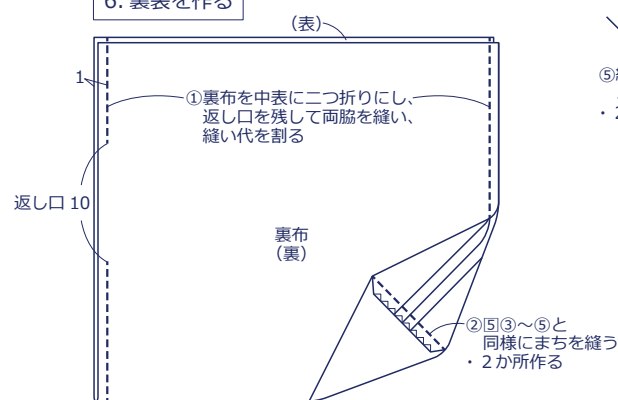 6. 裏袋を作る
(表)
1
①裏布を中表に二つ折りにし、
返し口を残して両脇を縫い、
縫い代を割る
返し口 10
裏布
(裏)
②5③〜⑤と
同様にまちを縫う
・２か所作る